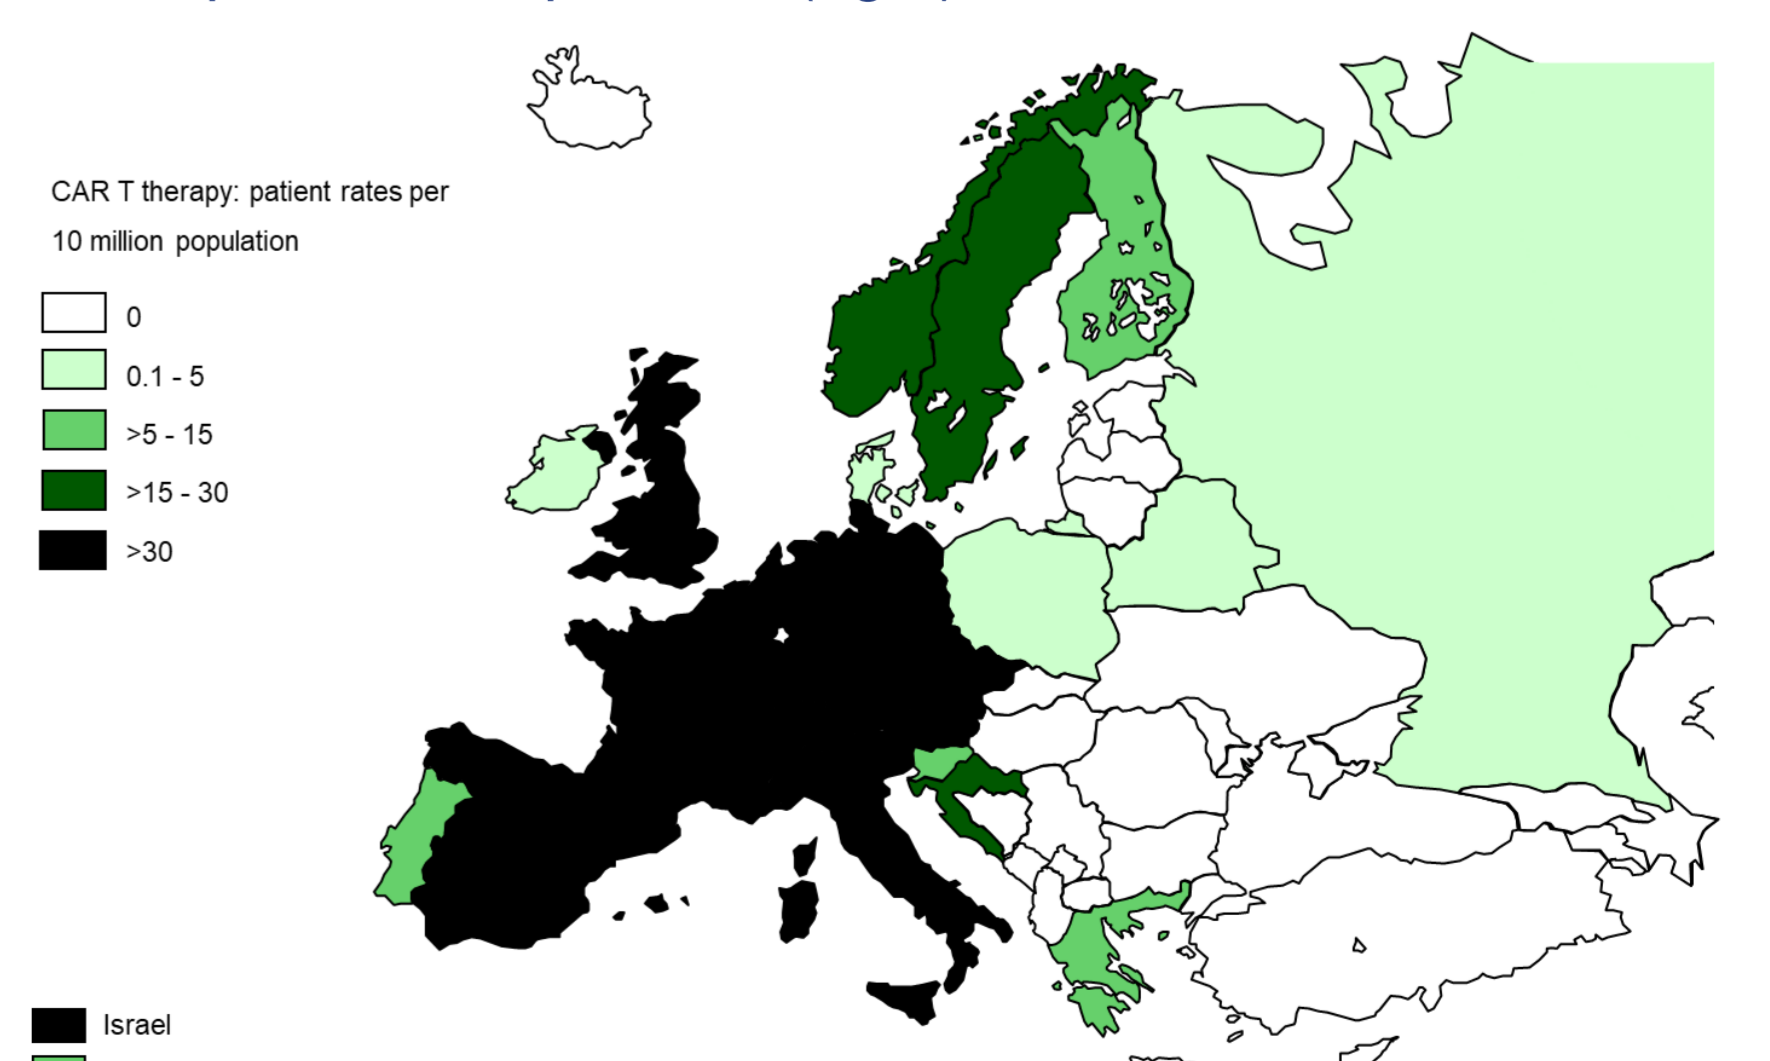 CAR T therapy: patient rates per
10 million population
0
0.1 - 5
>5 - 15
>15 - 30
>30
Israel